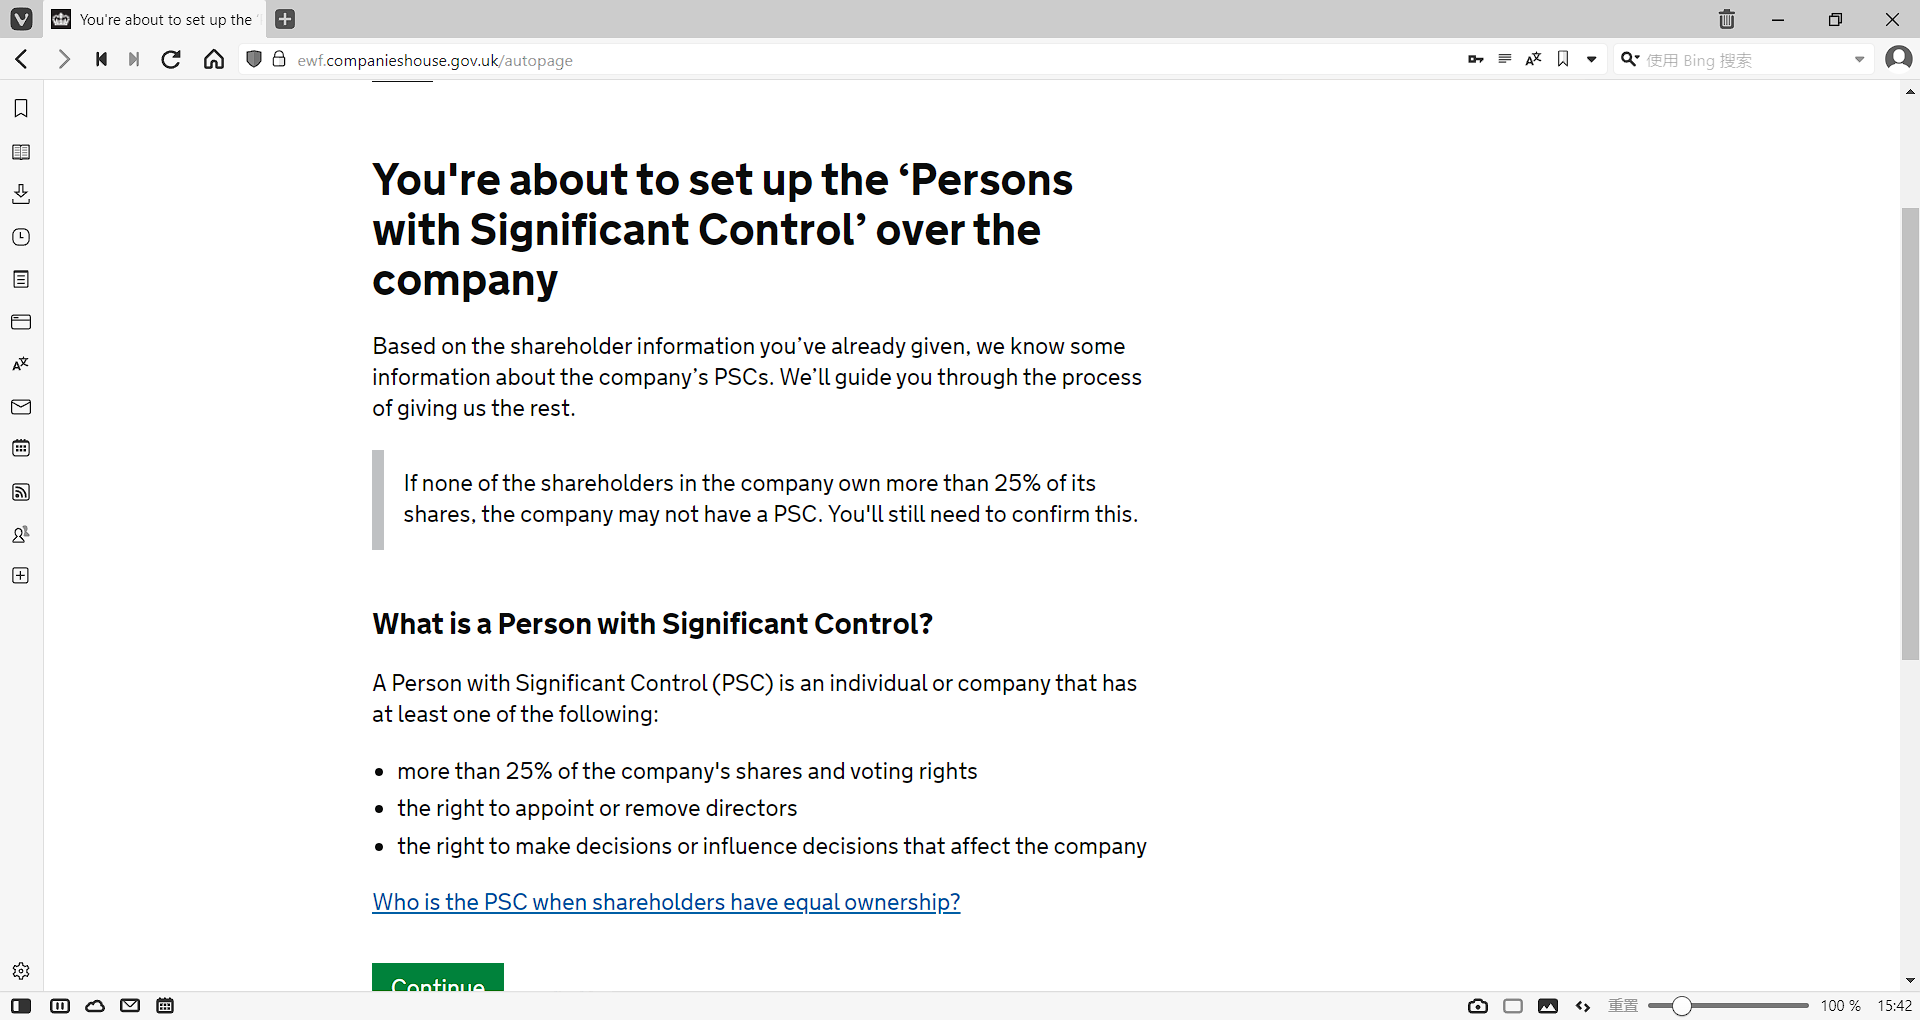 You're about to set up the '
ewf.companieshouse.gov.uk/autopage
使用 Bing 搜索
You're about to set up the ‘Persons
with Significant Control’ over the
company
Based on the shareholder information you’ve already given, we know some
information about the company’s PSCs. We’ll guide you through the process
of giving us the rest.
If none of the shareholders in the company own more than 25% of its
shares, the company may not have a PSC. You'll still need to confirm this.
What is a Person with Significant Control?
A Person with Significant Control (PSC) is an individual or company that has
at least one of the following:
• more than 25% of the company's shares and voting rights
• the right to appoint or remove directors
• the right to make decisions or influence decisions that affect the company
Who is the PSC when shareholders have equal ownership?
Continue
重置
100 %
15:42